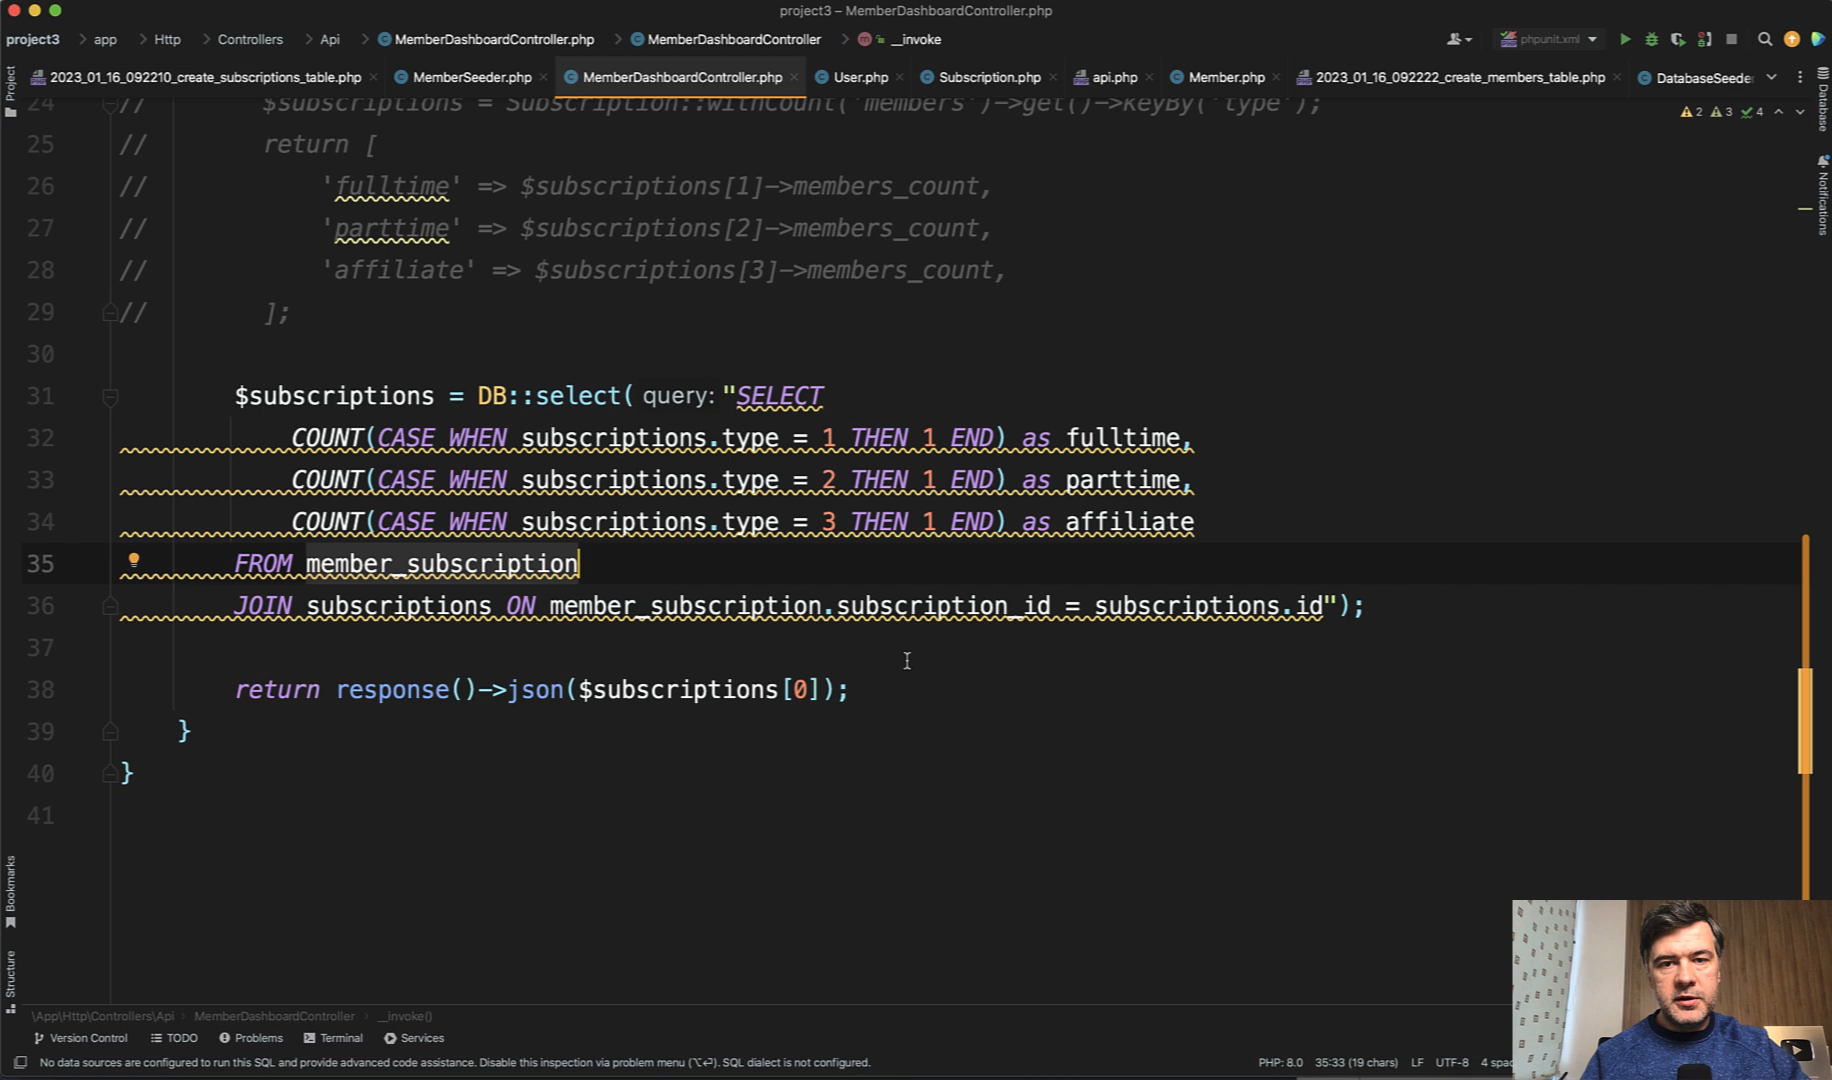 project3 – MemberDashboardController.php
project3 > app > Http > Controllers > Api > MemberDashboardController.php > MemberDashboardController > __invoke
phpunit.xml
2023_01_16_092210_create_subscriptions_table.php × MemberSeeder.php × MemberDashboardController.php × User.php × Subscription.php × api.php × Member.php × 2023_01_16_092222_create_members_table.php × DatabaseSeede
Project
Database
Notifications
2 3 4
24 // $subscriptions = Subscription::withCount('members')->get()->keyBy('type');
25 // return [
26 // 'fulltime' => $subscriptions[1]->members_count,
27 // 'parttime' => $subscriptions[2]->members_count,
28 // 'affiliate' => $subscriptions[3]->members_count,
29 // ];
30
31 $subscriptions = DB::select( query: "SELECT
32 COUNT(CASE WHEN subscriptions.type = 1 THEN 1 END) as fulltime,
33 COUNT(CASE WHEN subscriptions.type = 2 THEN 1 END) as parttime,
34 COUNT(CASE WHEN subscriptions.type = 3 THEN 1 END) as affiliate
35 FROM member_subscription
36 JOIN subscriptions ON member_subscription.subscription_id = subscriptions.id");
37
38 return response()->json($subscriptions[0]);
39 }
40 }
41
Bookmarks
Structure
\App\Http\Controllers\Api > MemberDashboardController > __invoke()
Version Control TODO Problems Terminal Services
No data sources are configured to run this SQL and provide advanced code assistance. Disable this inspection via problem menu (⌥⏎). SQL dialect is not configured.
PHP: 8.0 35:33 (19 chars) LF UTF-8 4 spac